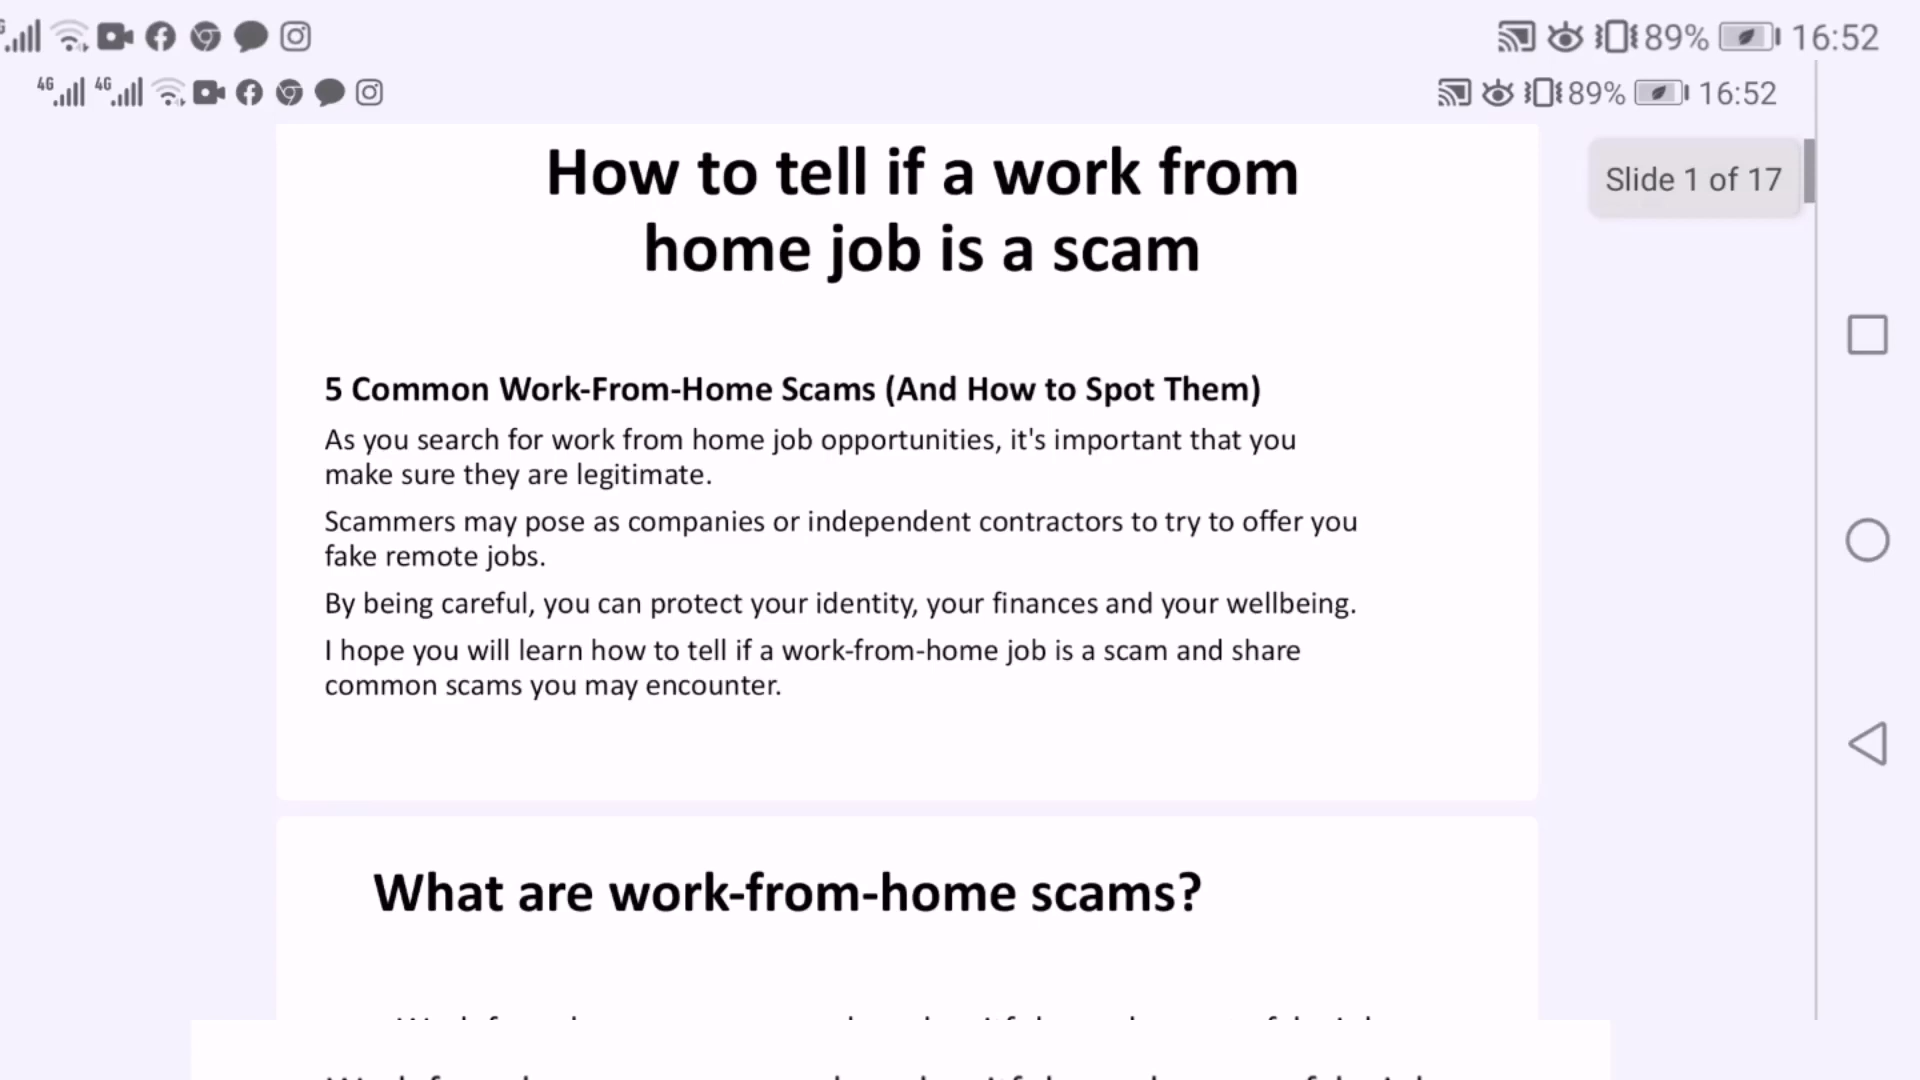 89% 16:52
4G 4G 89% 16:52
How to tell if a work from
home job is a scam
Slide 1 of 17
5 Common Work-From-Home Scams (And How to Spot Them)
As you search for work from home job opportunities, it's important that you
make sure they are legitimate.
Scammers may pose as companies or independent contractors to try to offer you
fake remote jobs.
By being careful, you can protect your identity, your finances and your wellbeing.
I hope you will learn how to tell if a work-from-home job is a scam and share
common scams you may encounter.
What are work-from-home scams?